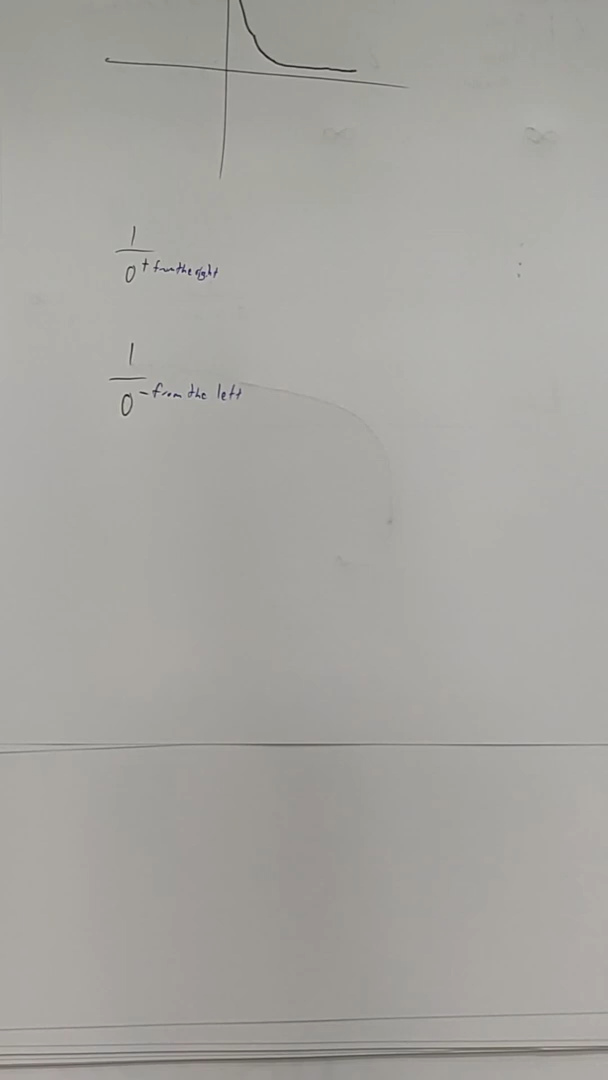 1
0+ from the right
1
0- from the left